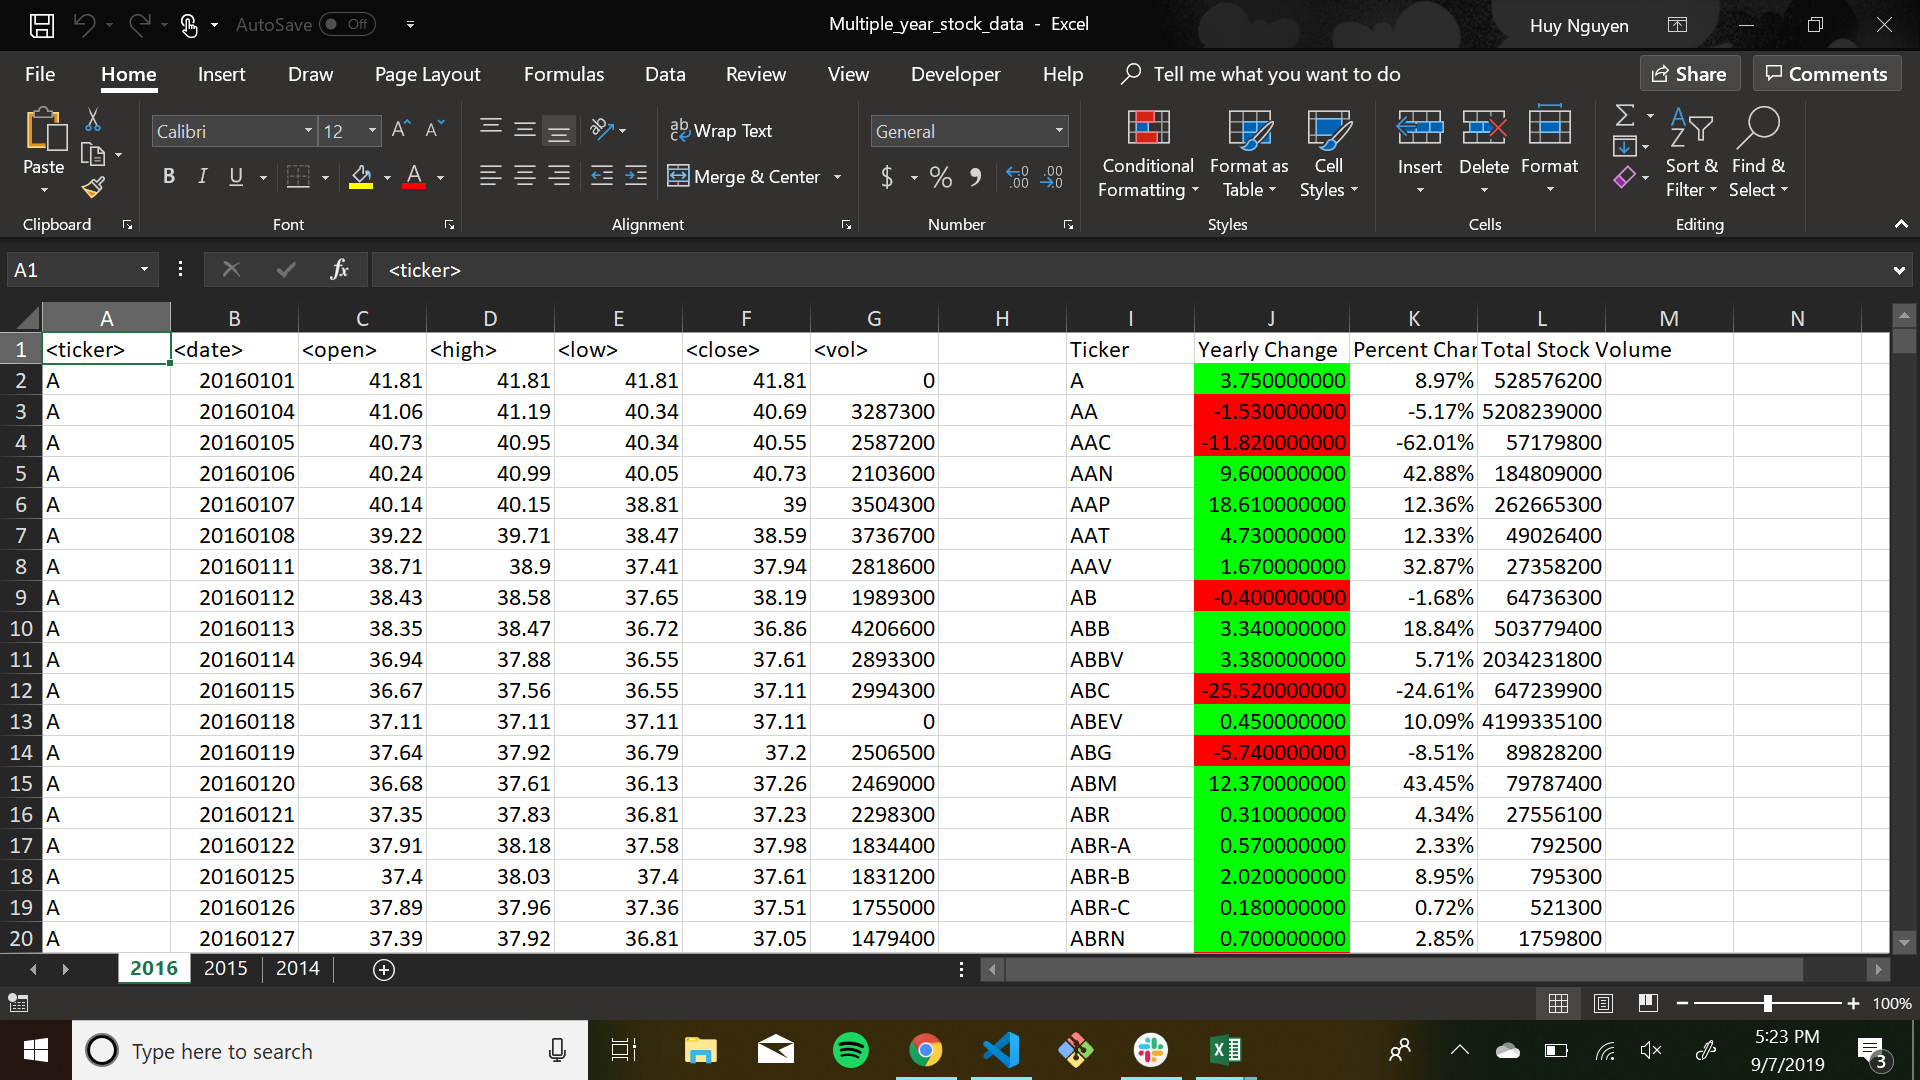 AutoSave Off Multiple_year_stock_data - Excel Huy Nguyen
File Home Insert Draw Page Layout Formulas Data Review View Developer Help Tell me what you want to do Share Comments
Paste Calibri 12 Wrap Text General Conditional Formatting Format as Table Cell Styles Insert Delete Format Sort & Filter Find & Select
B I U A Merge & Center $ % 9
Clipboard Font Alignment Number Styles Cells Editing
A1 fx <ticker>
A B C D E F G H I J K L M N
1 <ticker> <date> <open> <high> <low> <close> <vol> Ticker Yearly Change Percent Char Total Stock Volume
2 A 20160101 41.81 41.81 41.81 41.81 0 A 3.750000000 8.97% 528576200
3 A 20160104 41.06 41.19 40.34 40.69 3287300 AA -1.530000000 -5.17% 5208239000
4 A 20160105 40.73 40.95 40.34 40.55 2587200 AAC -11.820000000 -62.01% 57179800
5 A 20160106 40.24 40.99 40.05 40.73 2103600 AAN 9.600000000 42.88% 184809000
6 A 20160107 40.14 40.15 38.81 39 3504300 AAP 18.610000000 12.36% 262665300
7 A 20160108 39.22 39.71 38.47 38.59 3736700 AAT 4.730000000 12.33% 49026400
8 A 20160111 38.71 38.9 37.41 37.94 2818600 AAV 1.670000000 32.87% 27358200
9 A 20160112 38.43 38.58 37.65 38.19 1989300 AB -0.400000000 -1.68% 64736300
10 A 20160113 38.35 38.47 36.72 36.86 4206600 ABB 3.340000000 18.84% 503779400
11 A 20160114 36.94 37.88 36.55 37.61 2893300 ABBV 3.380000000 5.71% 2034231800
12 A 20160115 36.67 37.56 36.55 37.11 2994300 ABC -25.520000000 -24.61% 647239900
13 A 20160118 37.11 37.11 37.11 37.11 0 ABEV 0.450000000 10.09% 4199335100
14 A 20160119 37.64 37.92 36.79 37.2 2506500 ABG -5.740000000 -8.51% 89828200
15 A 20160120 36.68 37.61 36.13 37.26 2469000 ABM 12.370000000 43.45% 79787400
16 A 20160121 37.35 37.83 36.81 37.23 2298300 ABR 0.310000000 4.34% 27556100
17 A 20160122 37.91 38.18 37.58 37.98 1834400 ABR-A 0.570000000 2.33% 792500
18 A 20160125 37.4 38.03 37.4 37.61 1831200 ABR-B 2.020000000 8.95% 795300
19 A 20160126 37.89 37.96 37.36 37.51 1755000 ABR-C 0.180000000 0.72% 521300
20 A 20160127 37.39 37.92 36.81 37.05 1479400 ABRN 0.700000000 2.85% 1759800
2016 2015 2014
100%
Type here to search 5:23 PM
9/7/2019 3